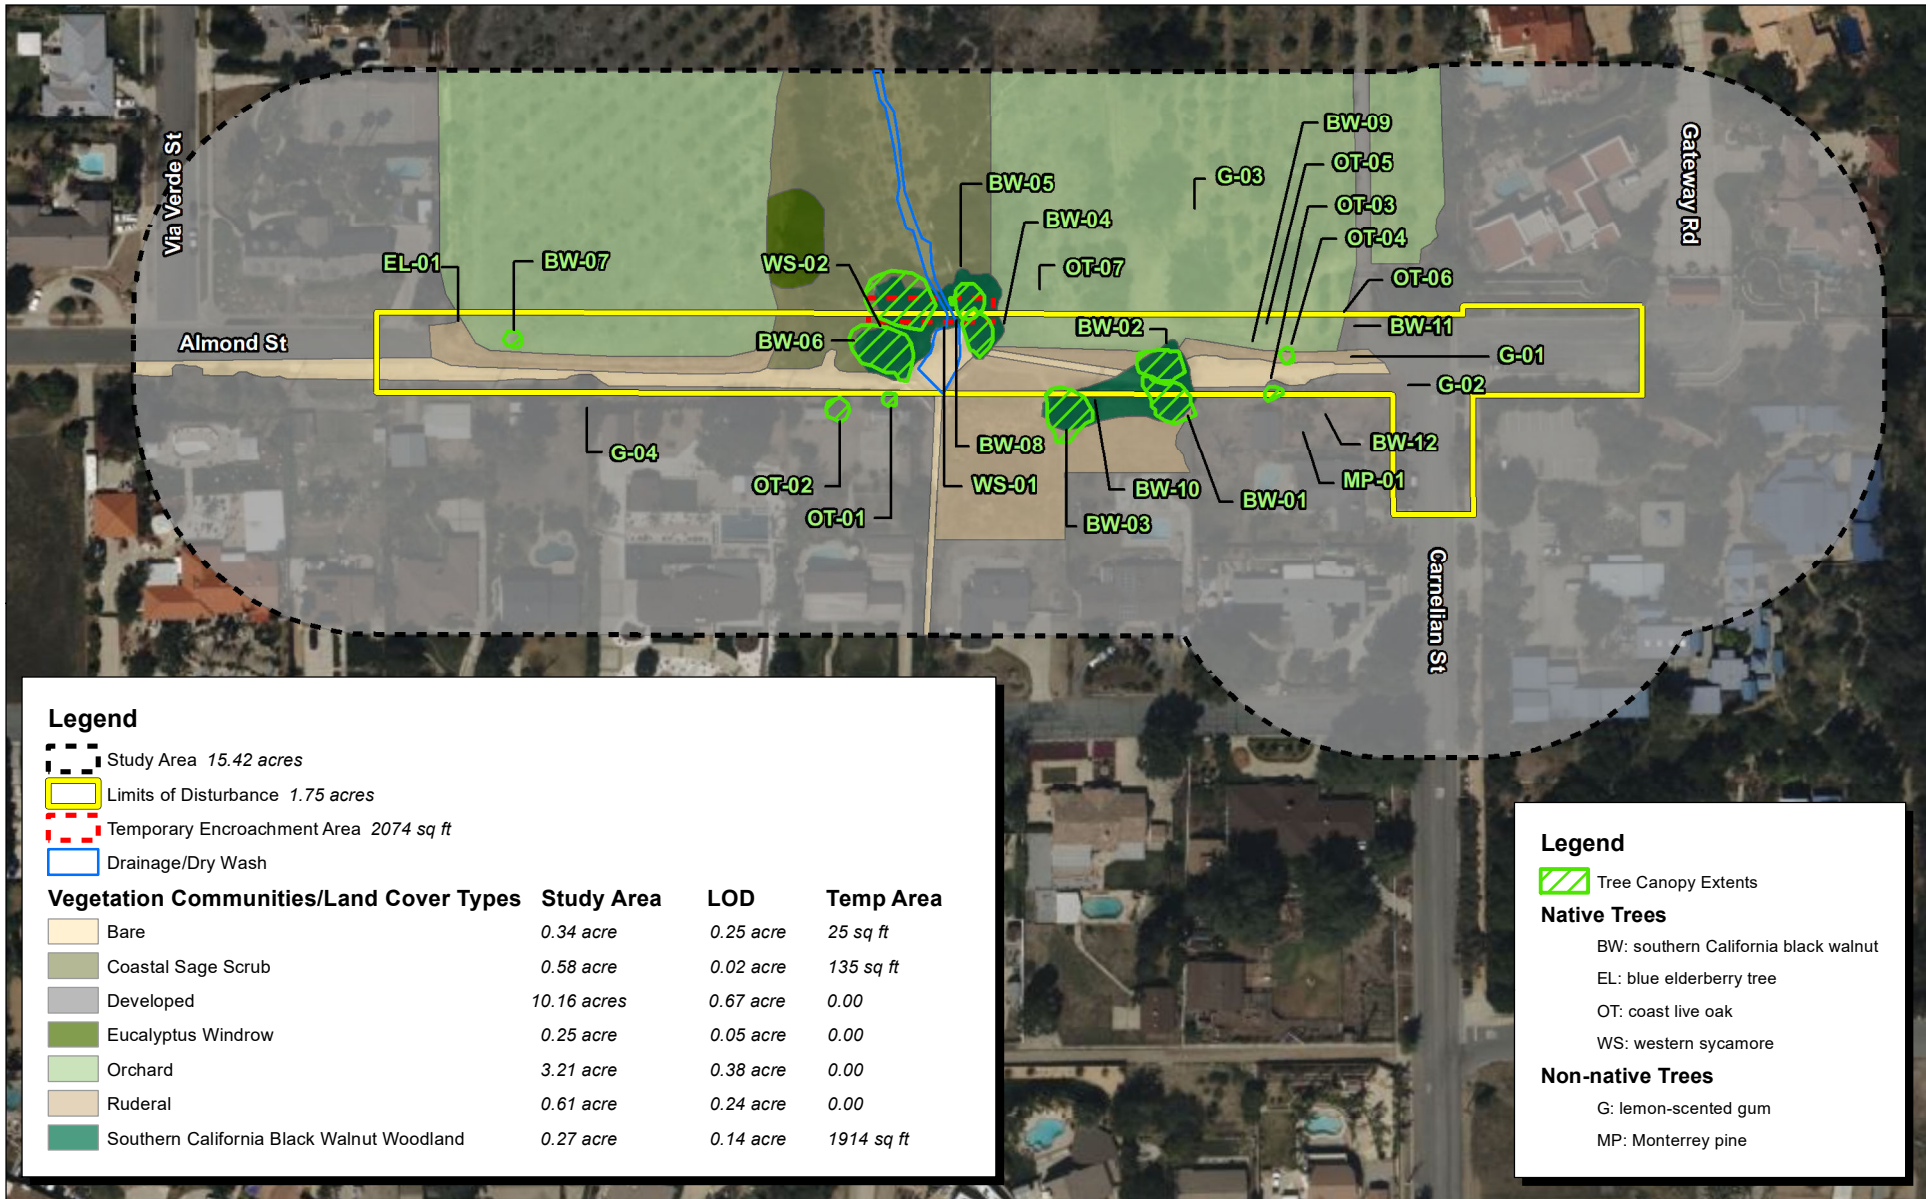 BW-09
Via Verde St
Gateway Rd
OT-05
BW-05
G-03
OT-03
BW-04
OT-04
EL-01
BW-07
WS-02
OT-07
OT-06
Almond St
BW-06
BW-02
BW-11
G-01
G-02
G-04
BW-08
BW-12
OT-02
WS-01
BW-10
BW-01
MP-01
OT-01
BW-03
Carnelian St
Legend
Study Area 15.42 acres
Limits of Disturbance 1.75 acres
Temporary Encroachment Area 2074 sq ft
Drainage/Dry Wash
Vegetation Communities/Land Cover Types Study Area LOD Temp Area
Bare 0.34 acre 0.25 acre 25 sq ft
Coastal Sage Scrub 0.58 acre 0.02 acre 135 sq ft
Developed 10.16 acres 0.67 acre 0.00
Eucalyptus Windrow 0.25 acre 0.05 acre 0.00
Orchard 3.21 acre 0.38 acre 0.00
Ruderal 0.61 acre 0.24 acre 0.00
Southern California Black Walnut Woodland 0.27 acre 0.14 acre 1914 sq ft
Legend
Tree Canopy Extents
Native Trees
BW: southern California black walnut
EL: blue elderberry tree
OT: coast live oak
WS: western sycamore
Non-native Trees
G: lemon-scented gum
MP: Monterrey pine